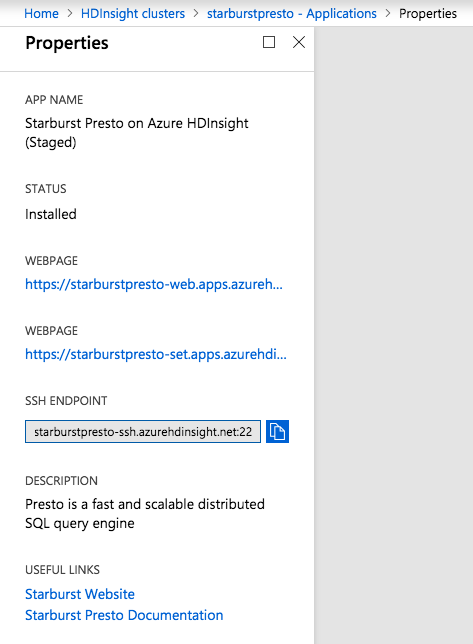 Home > HDInsight clusters > starburstpresto - Applications > Properties
Properties
APP NAME
Starburst Presto on Azure HDInsight
(Staged)
STATUS
Installed
WEBPAGE
https://starburstpresto-web.apps.azureh...
WEBPAGE
https://starburstpresto-set.apps.azurehdi...
SSH ENDPOINT
starburstpresto-ssh.azurehdinsight.net:22
DESCRIPTION
Presto is a fast and scalable distributed
SQL query engine
USEFUL LINKS
Starburst Website
Starburst Presto Documentation